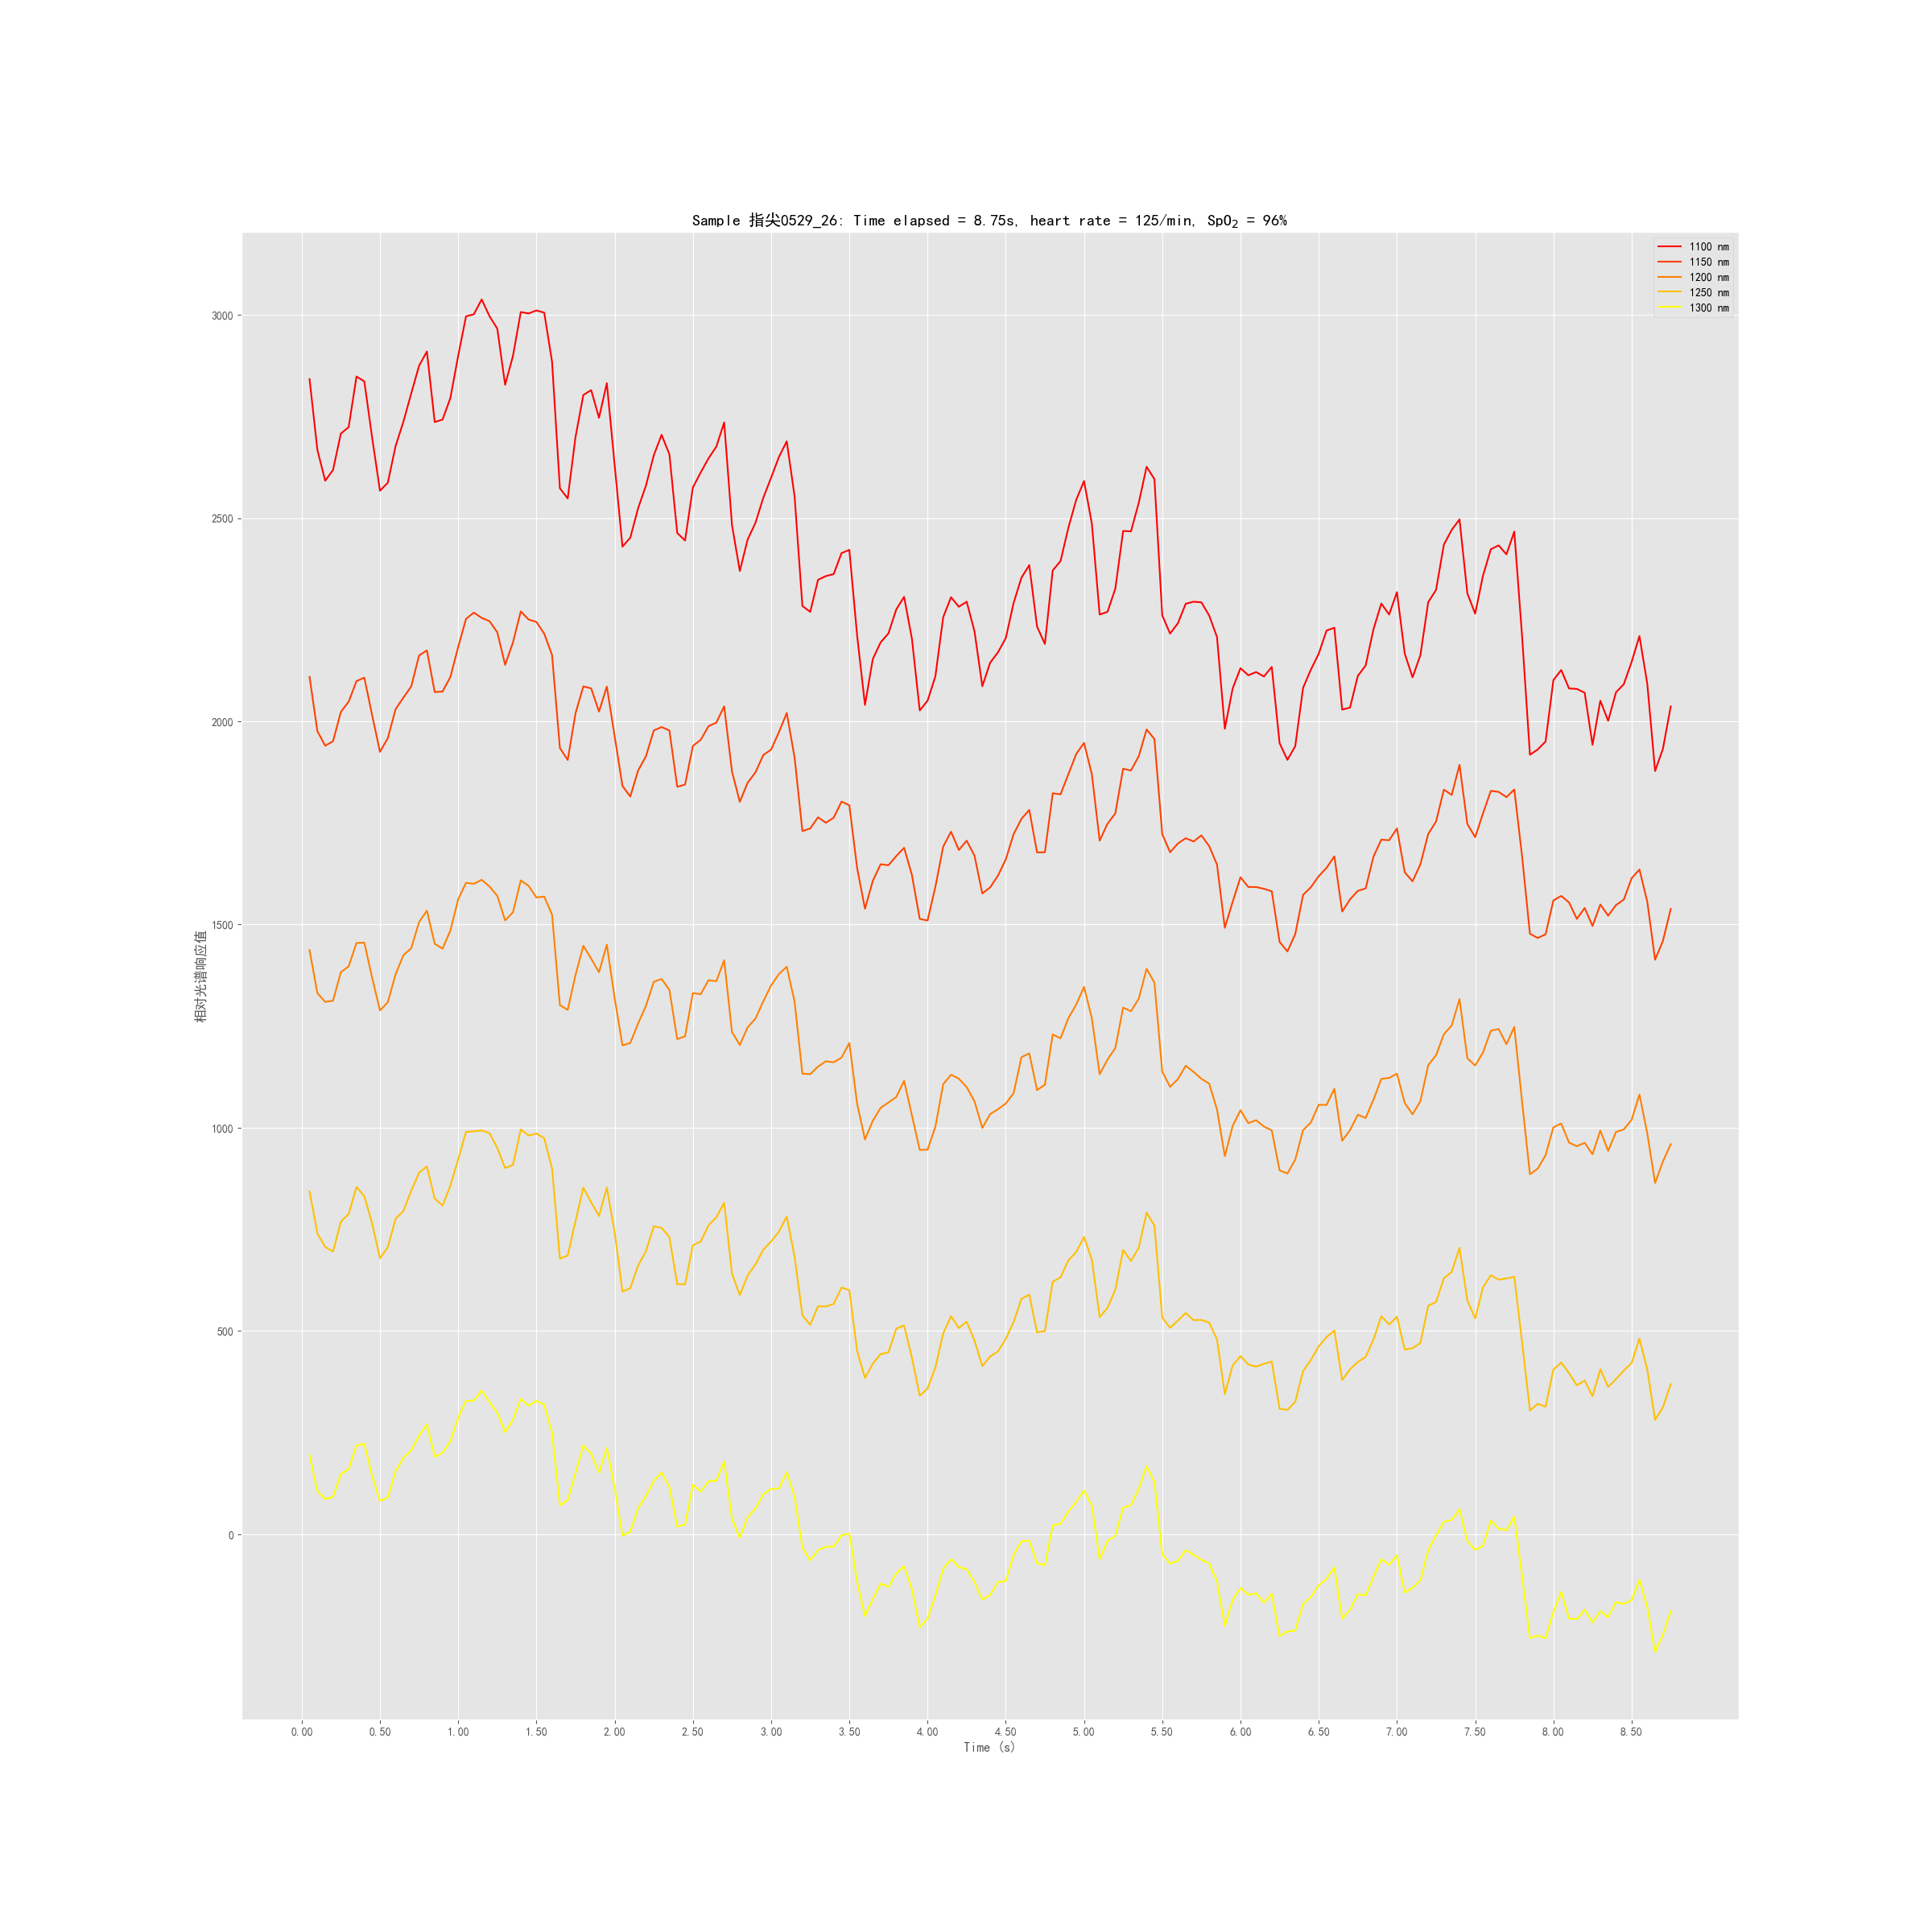 Sample 指尖0529_26: Time elapsed = 8.75s, heart rate = 125/min, SpO₂ = 96%
1100 nm
1150 nm
1200 nm
1250 nm
1300 nm
3000
2500
2000
1500
1000
500
0
相对光谱响应值
0.00 0.50 1.00 1.50 2.00 2.50 3.00 3.50 4.00 4.50 5.00 5.50 6.00 6.50 7.00 7.50 8.00 8.50
Time (s)